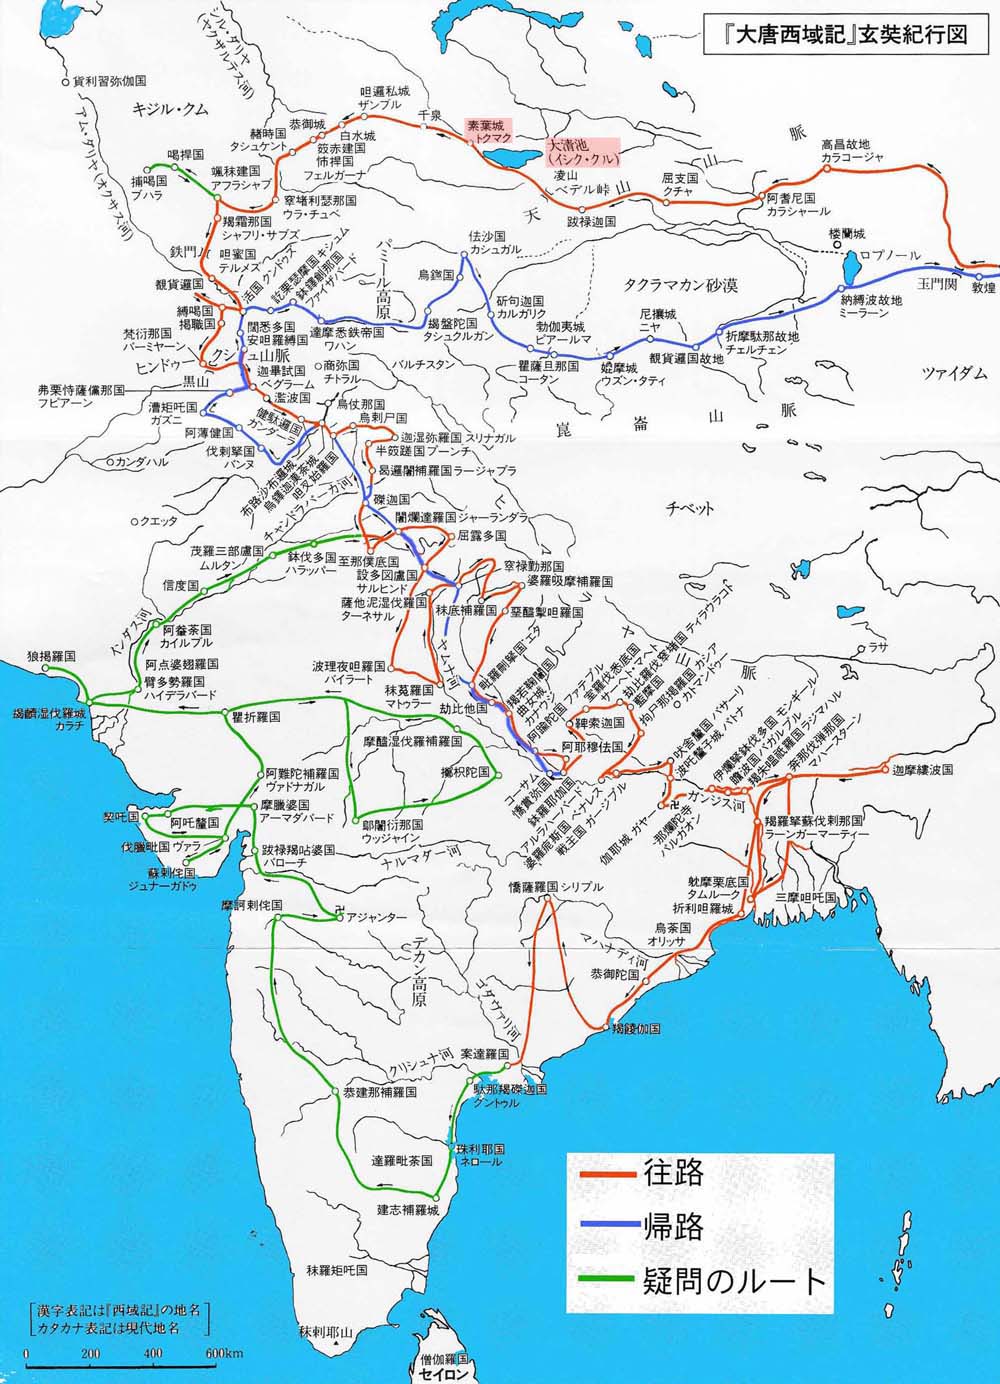 『大唐西域記』玄奘紀行図
シル・ダリヤ
(ヤクザルテス河)
貨利習弥伽国
キジル・クム
アム・ダリヤ(オクサス河)
呾邏私城
ザンブル
千泉
素葉城
トクマク
大清池
(イシク・クル)
恭御城
白水城
赭時国
タシュケント
笯赤建国
怖捍国
フェルガーナ
喝捍国
捕喝国
ブハラ
颯秣建国
アフラシャブ
窣堵利瑟那国
ウラ・チュベ
凌山
ベデル峠
跋禄迦国
屈支国
クチャ
高昌故地
カラコージャ
阿耆尼国
カラシャール
天
山
山
脈
楼蘭城
ロプノール
玉門関
敦煌
納縛波故地
ミーラーン
羯霜那国
シャフリ・サブズ
鉄門
呾蜜国
テルメズ
活国 クンドゥズ
訖栗瑟摩国 キシュム
鉢鐸創那国
ファイザバード
パミール高原
佉沙国
カシュガル
烏鎩国
タクラマカン砂漠
斫句迦国
カルガリク
朅盤陀国
タシュクルガン
達摩悉鉄帝国
ワハン
勃伽夷城
ピアールマ
尼攘城
ニヤ
折摩駄那故地
チェルチェン
覩貨邏国故地
媲摩城
ウズン・タティ
瞿薩旦那国
コータン
ツァイダム
覩貨邏国
縛喝国
掲職国
梵衍那国
バーミヤーン
闊悉多国
安呾羅縛国
ヒンドゥー
クシュ山脈
迦畢試国
ベグラーム
商弥国
チトラル
バルチスタン
黒山
弗栗恃薩儻那国
フピアーン
濫波国
烏仗那国
烏剌尸国
漕矩吒国
ガズニ
健駄邏国
ガンダーラ
阿薄健国
伐剌拏国
バンヌ
カンダハル
迦湿弥羅国 スリナガル
半笯蹉国 プーンチ
曷邏闍補羅国 ラージャプラ
崑
崙
山
脈
布路沙布邏城
烏鐸迦漢荼城
呾叉始羅国
チャンドラバーカ河
磔迦国
クエッタ
チベット
闍爛達羅国 ジャーランダラ
屈露多国
茂羅三部盧国
ムルタン
鉢伐多国
ハラッパー
至那僕底国
設多図盧国
サルヒンド
窣禄勤那国
婆羅吸摩補羅国
信度国
薩他泥湿伐羅国
ターネサル
秣底補羅国
堊醯掣呾羅国
インダス河
阿軬荼国
カイルプル
ヒ
マ
ラ
ヤ
山
脈
ラサ
狼掲羅国
阿点婆翅羅国
臂多勢羅国
ハイデラバード
波理夜呾羅国
バイラート
秣菟羅国
マトゥラー
ヤムナ河
毗羅刪拏国・エタ
劫比他国
羯若鞠闍国
曲女城
カナウジ
阿踰陀国 ファテプル
室羅伐悉底国
サヘート・マート
劫比羅伐窣堵国 ティラウラコト
藍摩国
拘尸那掲羅国 カシア
カトマンドゥー
鞞索迦国
阿耶穆佉国
瞿折羅国
摩醯湿伐羅補羅国
擲枳陀国
コーサム
憍賞弥国
鉢羅耶伽国
アルラハーバード
婆羅痆斯国 ベナレス
戦主国 ガージプル
伽耶城 ガヤー
吠舎釐国 バサーリ
波吒釐子城 パトナ
伊爛拏鉢伐多国 モンギール
瞻波国 バガルプル
羯朱嗢祇羅国 ラジマハル
奔那伐弾那国
マハースターン
迦摩縷波国
ガンジス河
那爛陀寺
バルガオン
羯羅拏蘇伐剌那国
ラーンガーマーティー
阿難陀補羅国
ヴァドナガル
契吒国
阿吒釐国
摩臘婆国
アーマダバード
鄔闍衍那国
ウッジャイン
伐臘毗国 ヴァラ
蘇剌侘国
ジュナーガドゥ
跋禄羯呫婆国
バローチ
ナルマダー河
摩訶剌侘国
アジャンター
躭摩栗底国
タムルーク
三摩呾吒国
折利呾羅城
憍薩羅国 シリプル
烏荼国
オリッサ
マハナディ河
恭御陀国
デカン高原
ゴダヴァリ河
羯餕伽国
案達羅国
クリシュナ河
駄那羯磔迦国
グントゥル
恭建那補羅国
珠利耶国
ネロール
達羅毗荼国
建志補羅城
往路
帰路
疑問のルート
秣羅矩吒国
秣剌耶山
僧伽羅国
セイロン
漢字表記は『西域記』の地名
カタカナ表記は現代地名
0 200 400 600km